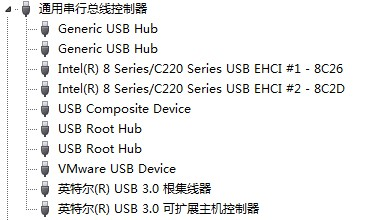 通用串行总线控制器
Generic USB Hub
Generic USB Hub
Intel(R) 8 Series/C220 Series USB EHCI #1 - 8C26
Intel(R) 8 Series/C220 Series USB EHCI #2 - 8C2D
USB Composite Device
USB Root Hub
USB Root Hub
VMware USB Device
英特尔(R) USB 3.0 根集线器
英特尔(R) USB 3.0 可扩展主机控制器